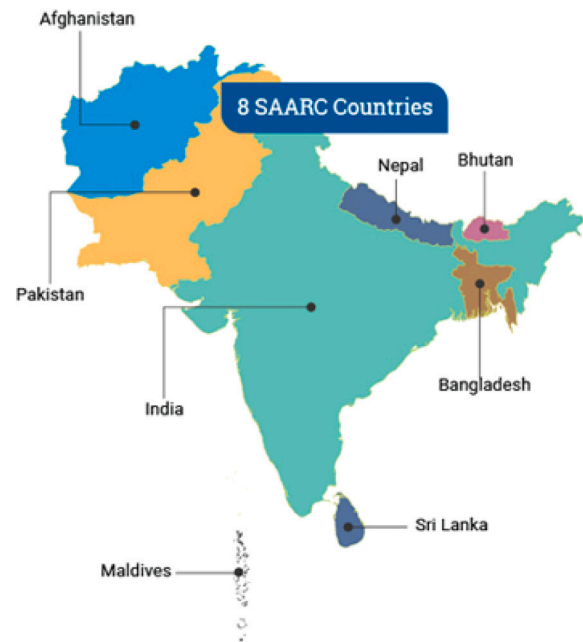 Afghanistan
8 SAARC Countries
Nepal
Bhutan
Pakistan
India
Bangladesh
Sri Lanka
Maldives